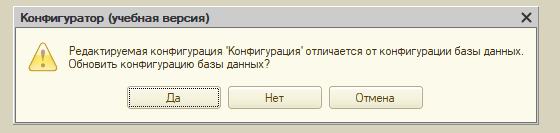 Конфигуратор (учебная версия)
Редактируемая конфигурация 'Конфигурация' отличается от конфигурации базы данных.
Обновить конфигурацию базы данных?
Да
Нет
Отмена